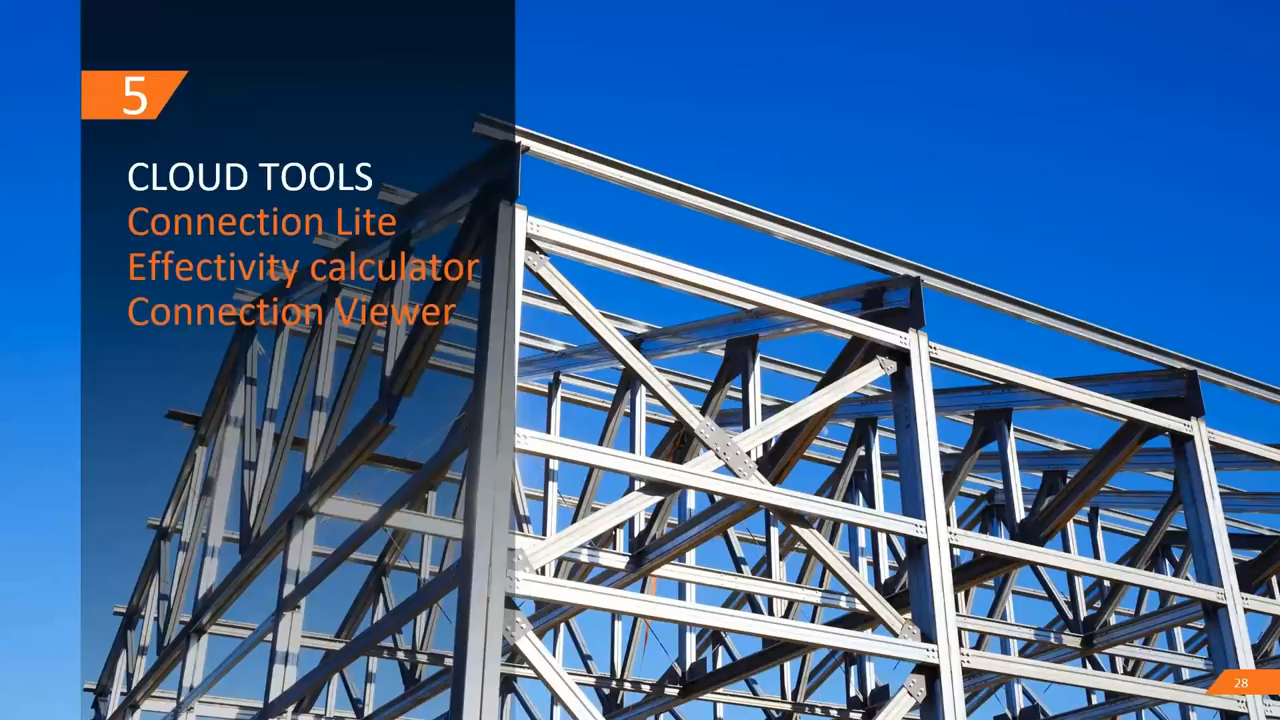 5
CLOUD TOOLS
Connection Lite
Effectivity calculator
Connection Viewer
28